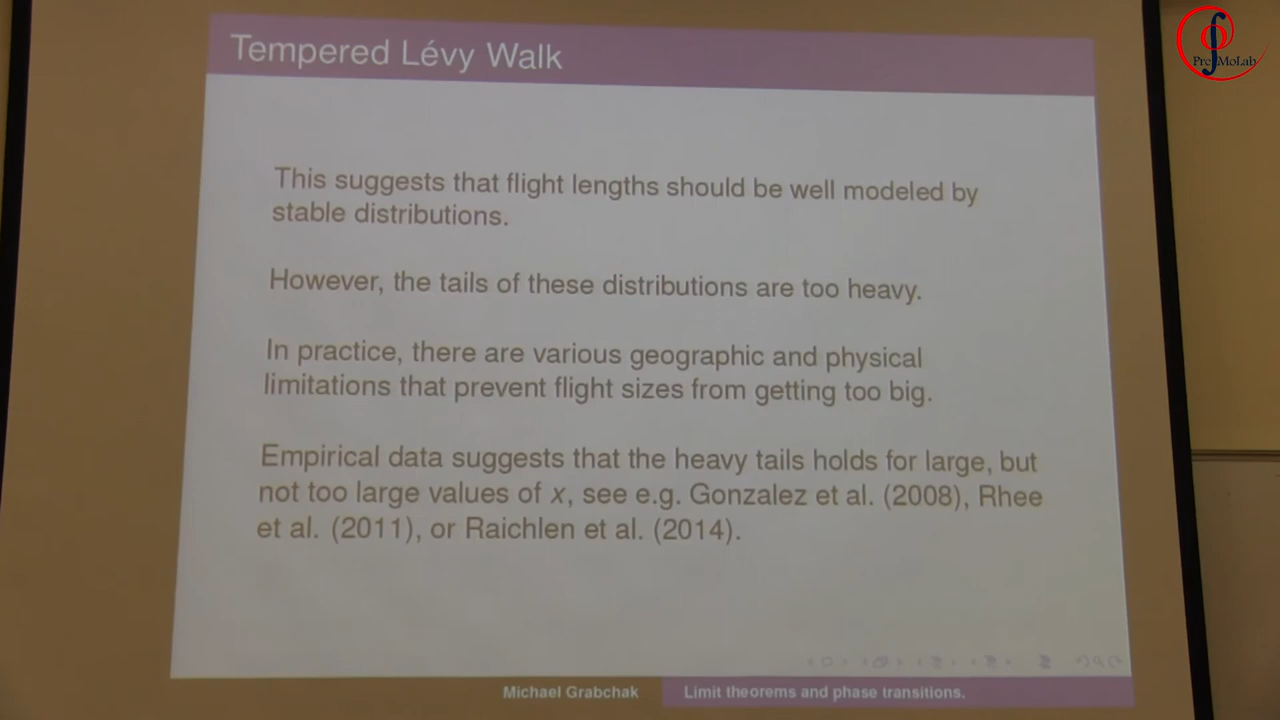 Tempered Lévy Walk
This suggests that flight lengths should be well modeled by
stable distributions.
However, the tails of these distributions are too heavy.
In practice, there are various geographic and physical
limitations that prevent flight sizes from getting too big.
Empirical data suggests that the heavy tails holds for large, but
not too large values of x, see e.g. Gonzalez et al. (2008), Rhee
et al. (2011), or Raichlen et al. (2014).
Michael Grabchak
Limit theorems and phase transitions.
PreMoLab